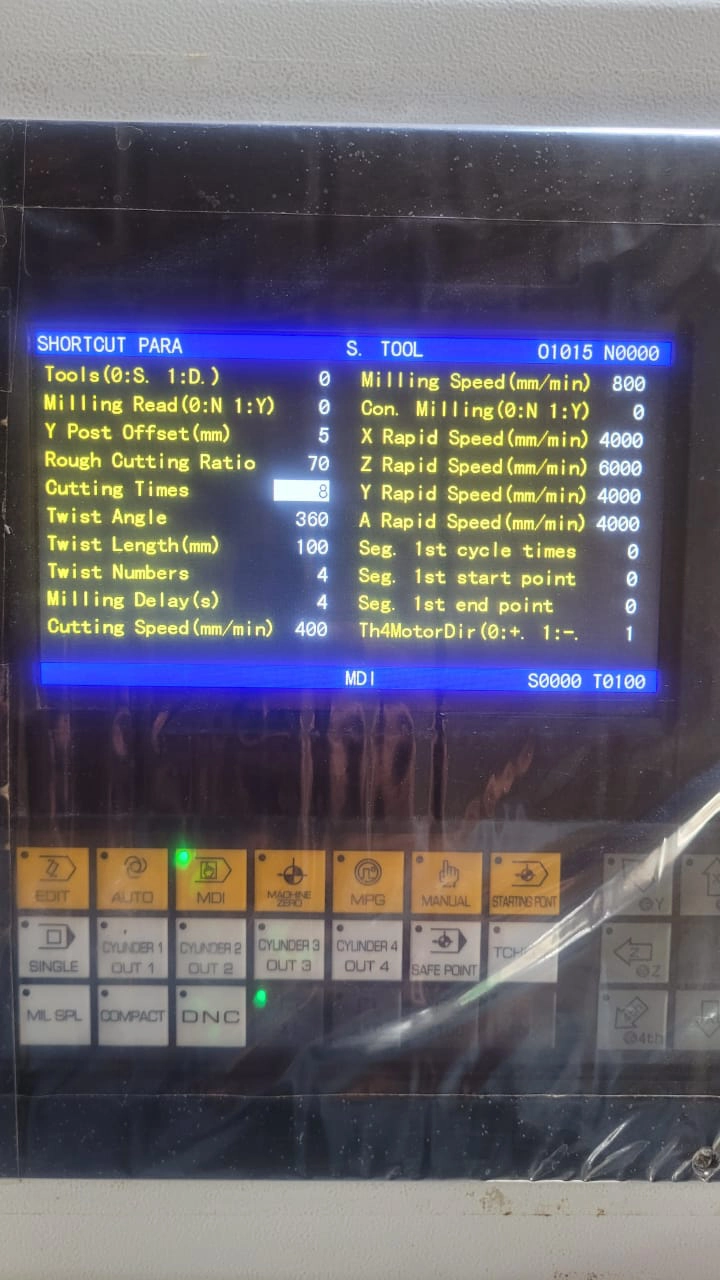 SHORTCUT PARA S. TOOL O1015 N0000
Tools(0:S. 1:D.) 0 Milling Speed(mm/min) 800
Milling Read(0:N 1:Y) 0 Con. Milling(0:N 1:Y) 0
Y Post Offset(mm) 5 X Rapid Speed(mm/min) 4000
Rough Cutting Ratio 70 Z Rapid Speed(mm/min) 6000
Cutting Times 8 Y Rapid Speed(mm/min) 4000
Twist Angle 360 A Rapid Speed(mm/min) 4000
Twist Length(mm) 100 Seg. 1st cycle times 0
Twist Numbers 4 Seg. 1st start point 0
Milling Delay(s) 4 Seg. 1st end point 0
Cutting Speed(mm/min) 400 Th4MotorDir(0:+. 1:-. 1
MDI S0000 T0100
EDIT AUTO MDI MACHINE ZERO MPG MANUAL STARTING PONT
Y
SINGLE CYLINDER 1 OUT 1 CYLINDER 2 OUT 2 CYLINDER 3 OUT 3 CYLINDER 4 OUT 4 SAFE POINT
Z Z
MIL SPL COMPACT DNC
4th